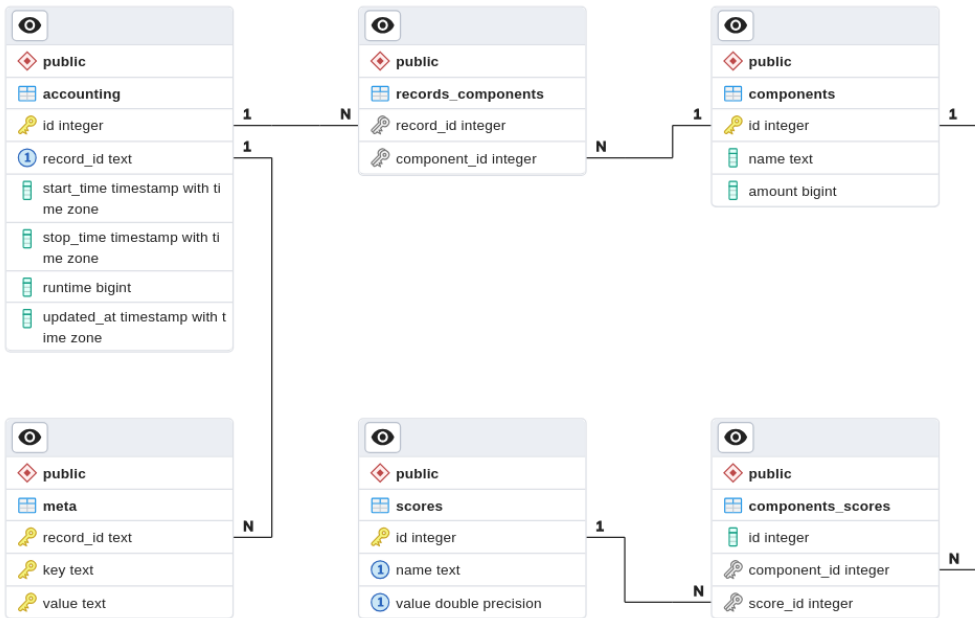 public
accounting
id integer
record_id text
start_time timestamp with ti
me zone
stop_time timestamp with ti
me zone
runtime bigint
updated_at timestamp with t
ime zone
1
1
N
public
records_components
record_id integer
component_id integer
N
1
public
components
id integer
name text
amount bigint
1
public
meta
record_id text
key text
value text
N
public
scores
id integer
name text
value double precision
1
N
public
components_scores
id integer
component_id integer
score_id integer
N